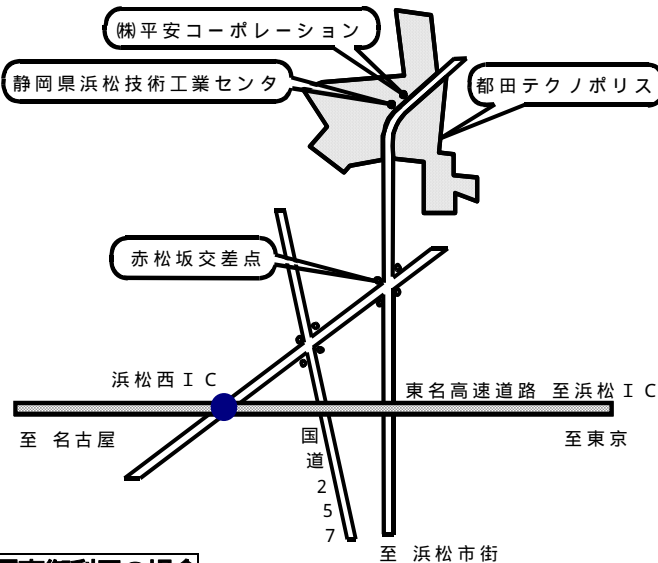 ㈱平安コーポレーション
静岡県浜松技術工業センタ
都田テクノポリス
赤松坂交差点
浜松西ＩＣ
東名高速道路 至浜松ＩＣ
至 名古屋
至東京
国道２５７
至 浜松市街